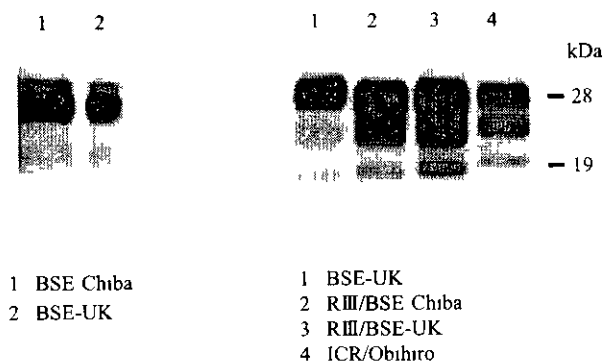 1 2
1 2 3 4
kDa
28
19
1 BSE Chiba
2 BSE-UK
1 BSE-UK
2 RⅢ/BSE Chiba
3 RⅢ/BSE-UK
4 ICR/Obihiro